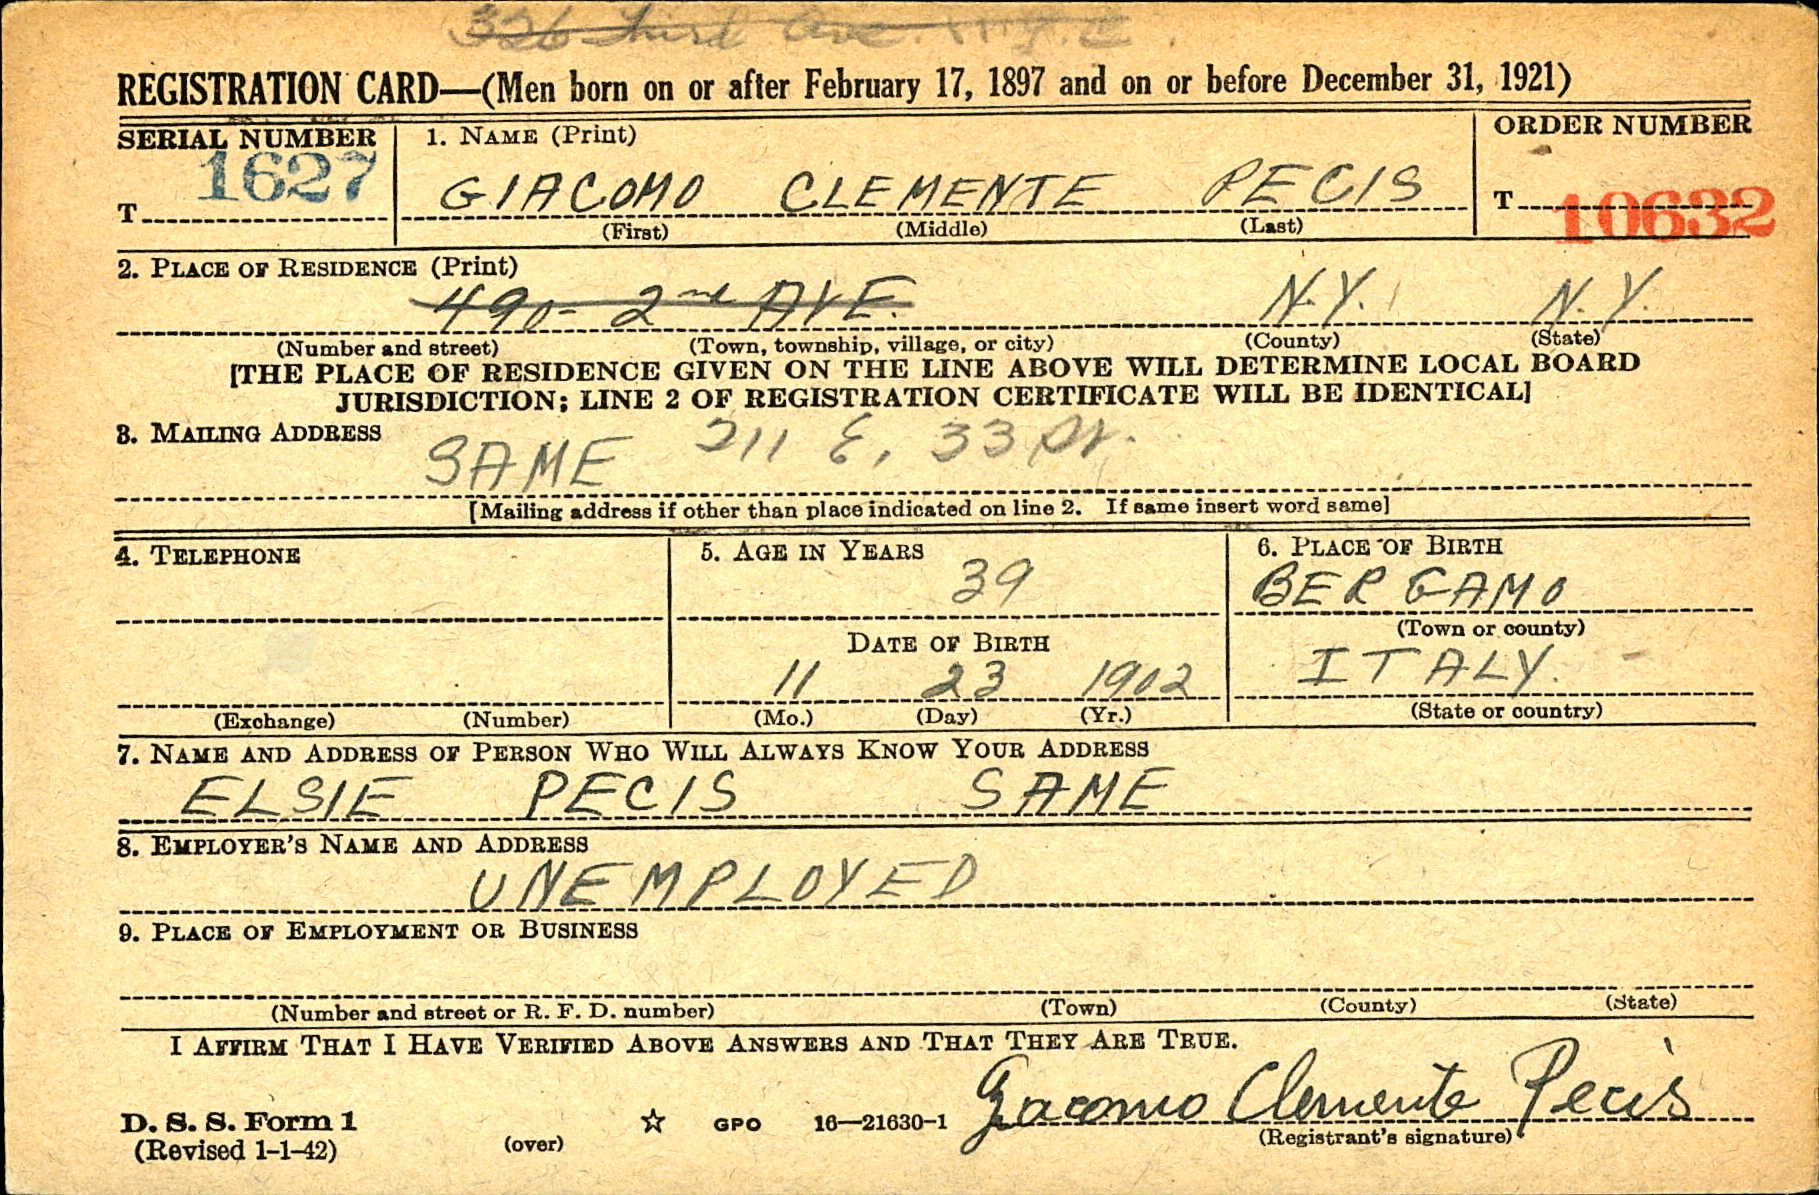 326 Third Ave. N.Y.C.
REGISTRATION CARD—(Men born on or after February 17, 1897 and on or before December 31, 1921)
SERIAL NUMBER 1. NAME (Print) ORDER NUMBER
T 1627 GIACOMO CLEMENTE PECIS T 10632
(First) (Middle) (Last)
2. PLACE OF RESIDENCE (Print)
490- 2nd AVE. N.Y. N.Y.
(Number and street) (Town, township, village, or city) (County) (State)
[THE PLACE OF RESIDENCE GIVEN ON THE LINE ABOVE WILL DETERMINE LOCAL BOARD
JURISDICTION; LINE 2 OF REGISTRATION CERTIFICATE WILL BE IDENTICAL]
3. MAILING ADDRESS
SAME 211 E. 33 St.
[Mailing address if other than place indicated on line 2. If same insert word same]
4. TELEPHONE 5. AGE IN YEARS 6. PLACE OF BIRTH
39 BERGAMO
(Town or county)
DATE OF BIRTH
11 23 1902 ITALY.
(Exchange) (Number) (Mo.) (Day) (Yr.) (State or country)
7. NAME AND ADDRESS OF PERSON WHO WILL ALWAYS KNOW YOUR ADDRESS
ELSIE PECIS SAME
8. EMPLOYER'S NAME AND ADDRESS
UNEMPLOYED
9. PLACE OF EMPLOYMENT OR BUSINESS
(Number and street or R. F. D. number) (Town) (County) (State)
I AFFIRM THAT I HAVE VERIFIED ABOVE ANSWERS AND THAT THEY ARE TRUE.
Giacomo Clemente Pecis
D. S. S. Form 1
(Revised 1-1-42) (over) ☆ GPO 16—21630-1 (Registrant's signature)